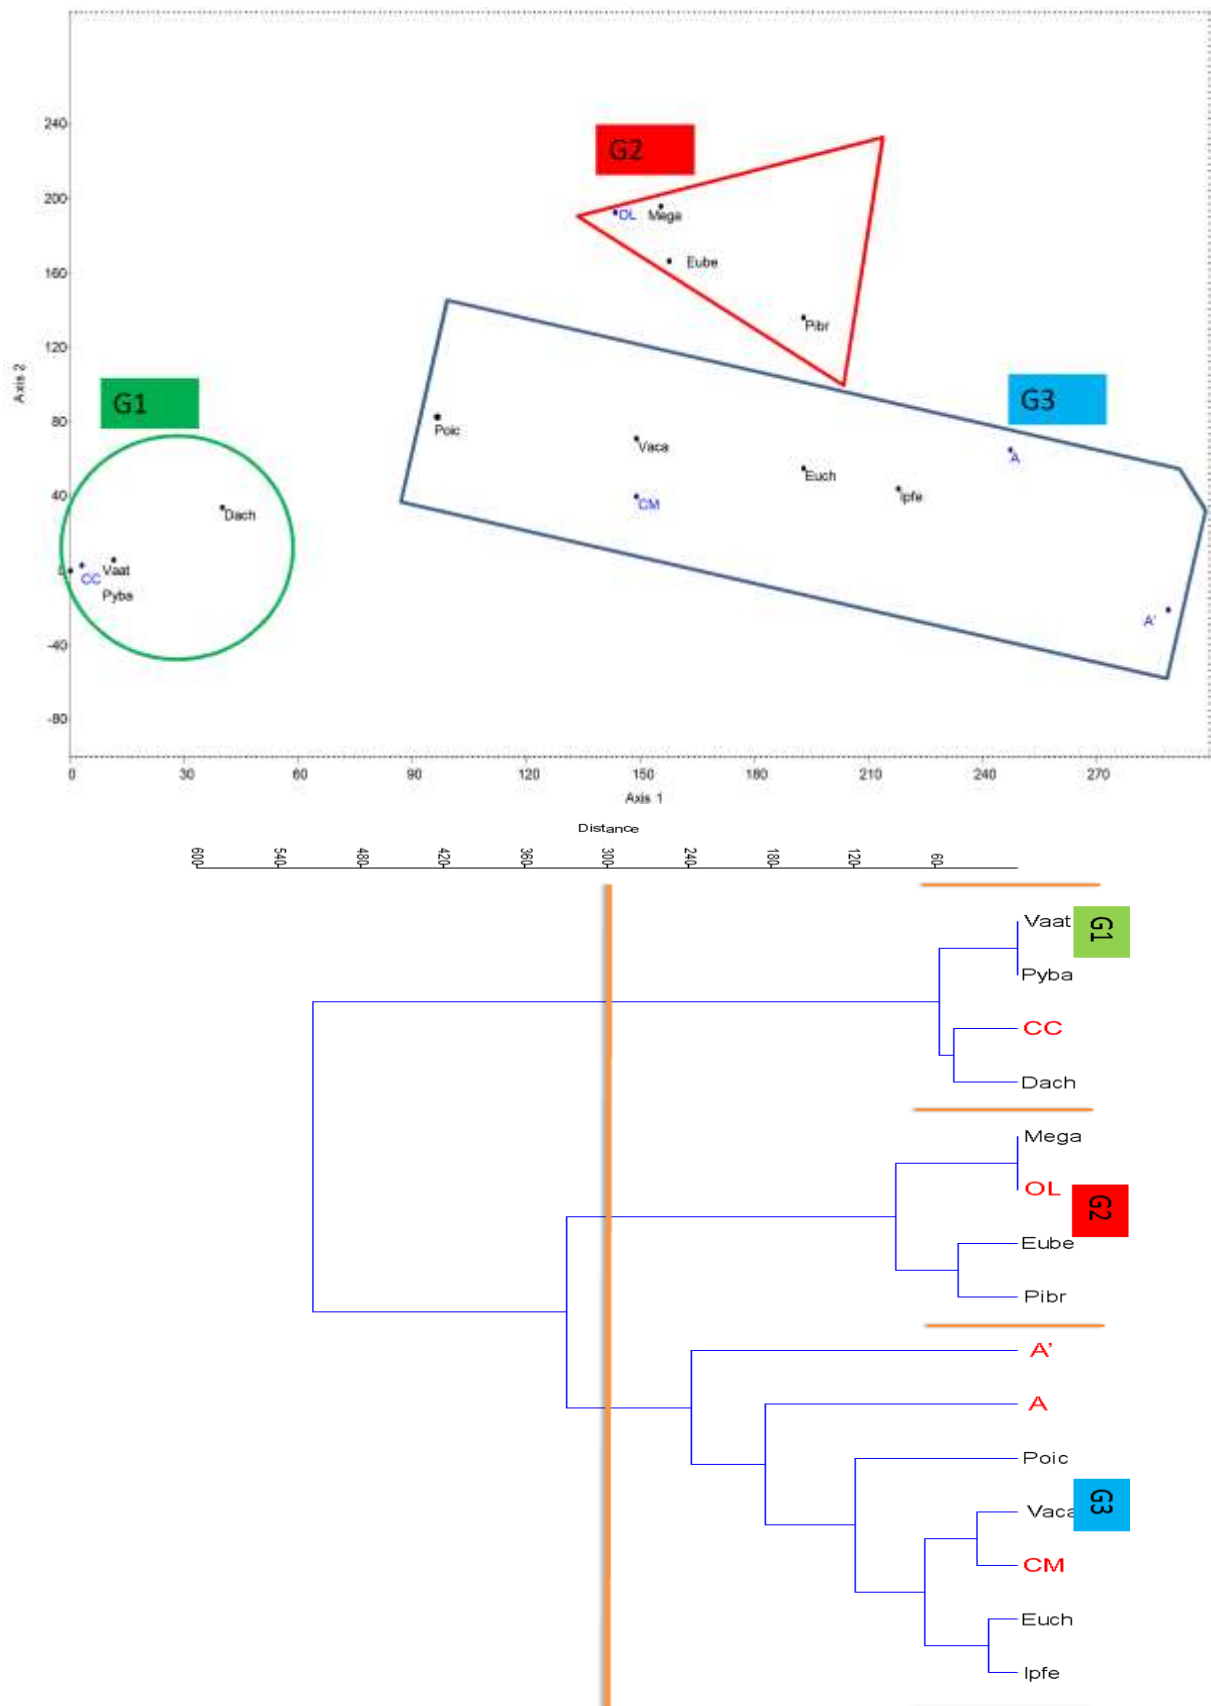 240
G2
200
OL
Mega
160
Eube
Pibr
120
Axis 2
G1
G3
80
Poic
Vaca
A
Euch
40
CM
Ipfe
Dach
0
CC
Vaat
Pyba
A'
-40
-80
0 30 60 90 120 150 180 210 240 270
Axis 1
Distance
600 540 480 420 360 300 240 180 120 60
Vaat
G1
Pyba
CC
Dach
Mega
OL
G2
Eube
Pibr
A'
A
Poic
Vaca
G3
CM
Euch
Ipfe